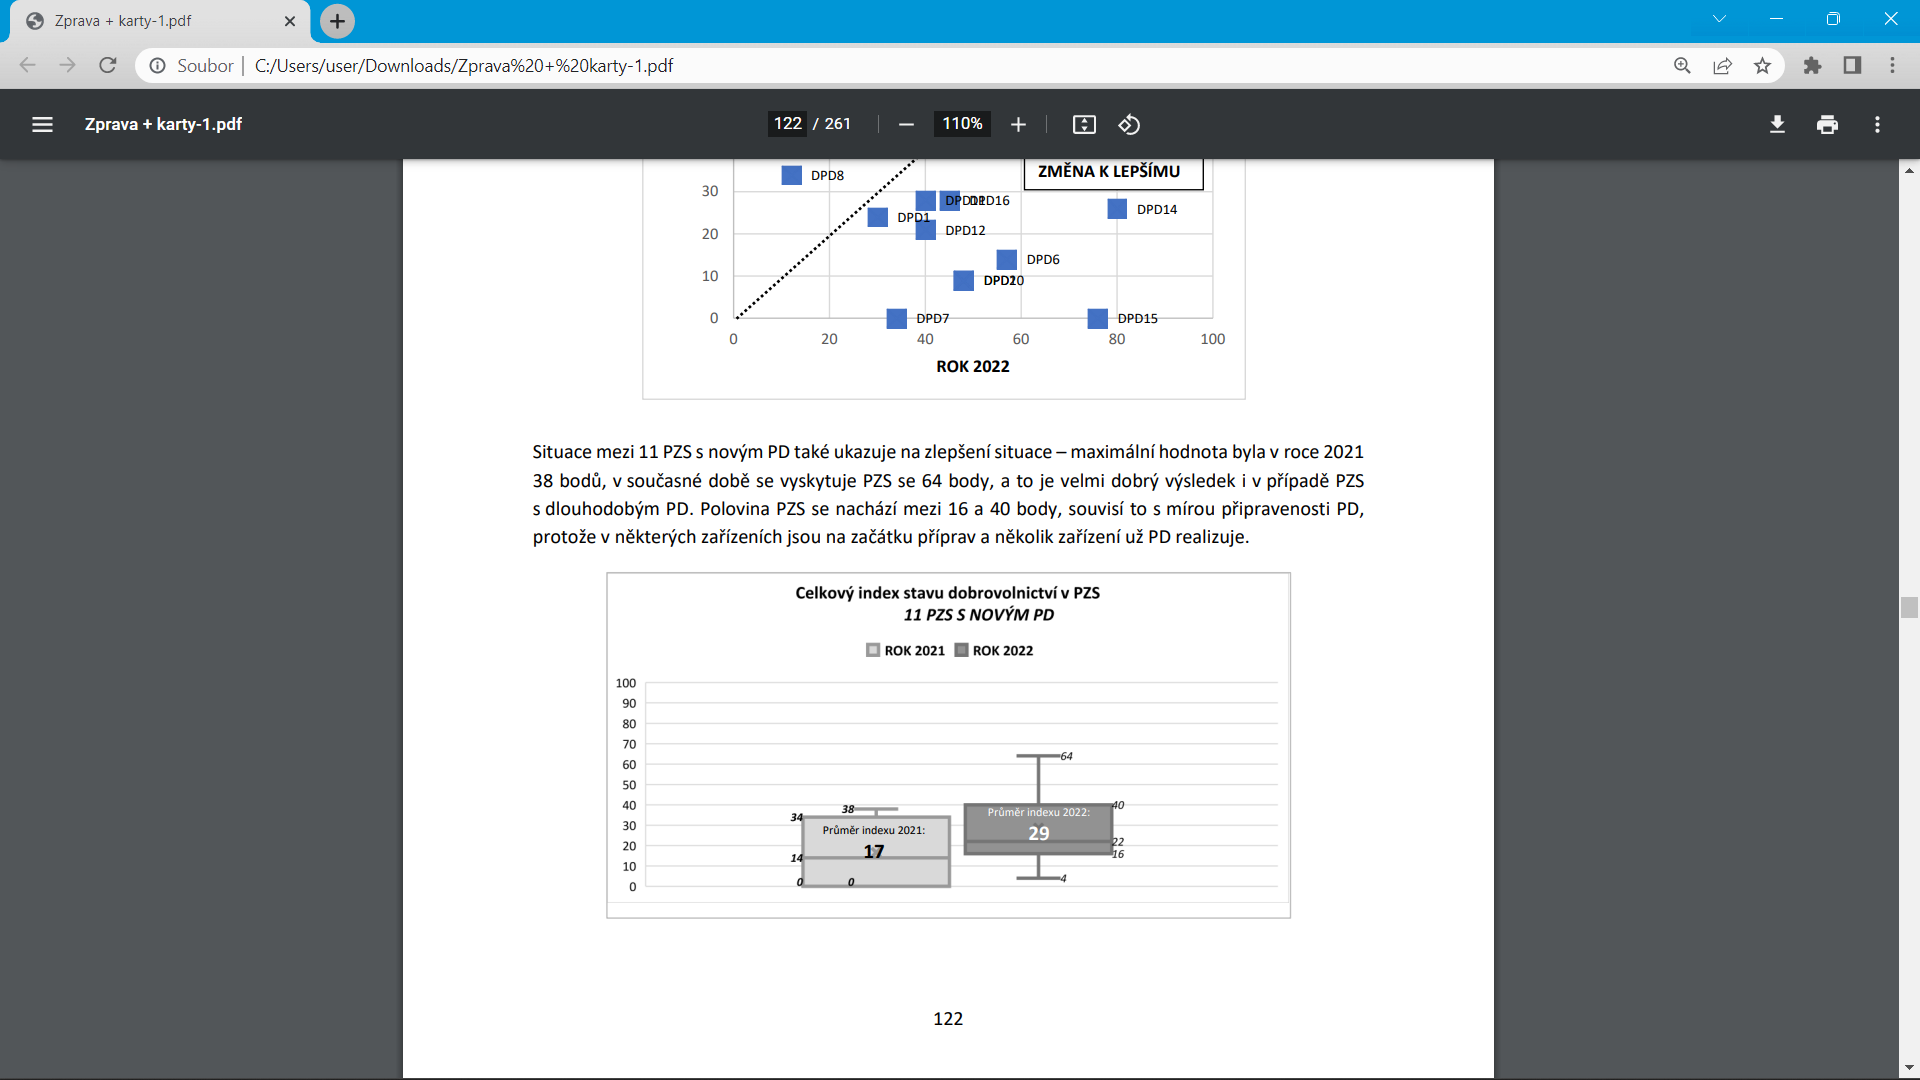 Zprava + karty-1.pdf
Soubor
C:/Users/user/Downloads/Zprava%20+%20karty-1.pdf
Zprava + karty-1.pdf
122 / 261
110%
ZMĚNA K LEPŠÍMU
DPD8
30
DPD16
DPD14
DPD1
20
DPD12
DPD6
10
0
DPD7
DPD15
0 20 40 60 80 100
ROK 2022
Situace mezi 11 PZS s novým PD také ukazuje na zlepšení situace – maximální hodnota byla v roce 2021
38 bodů, v současné době se vyskytuje PZS se 64 body, a to je velmi dobrý výsledek i v případě PZS
s dlouhodobým PD. Polovina PZS se nachází mezi 16 a 40 body, souvisí to s mírou připravenosti PD,
protože v některých zařízeních jsou na začátku příprav a několik zařízení už PD realizuje.
Celkový index stavu dobrovolnictví v PZS
11 PZS S NOVÝM PD
ROK 2021 ROK 2022
100
90
80
70
60
50
40
30
20
10
0
64
38
40
34
Průměr indexu 2022:
29
Průměr indexu 2021:
17
22
14
16
0
0
4
122